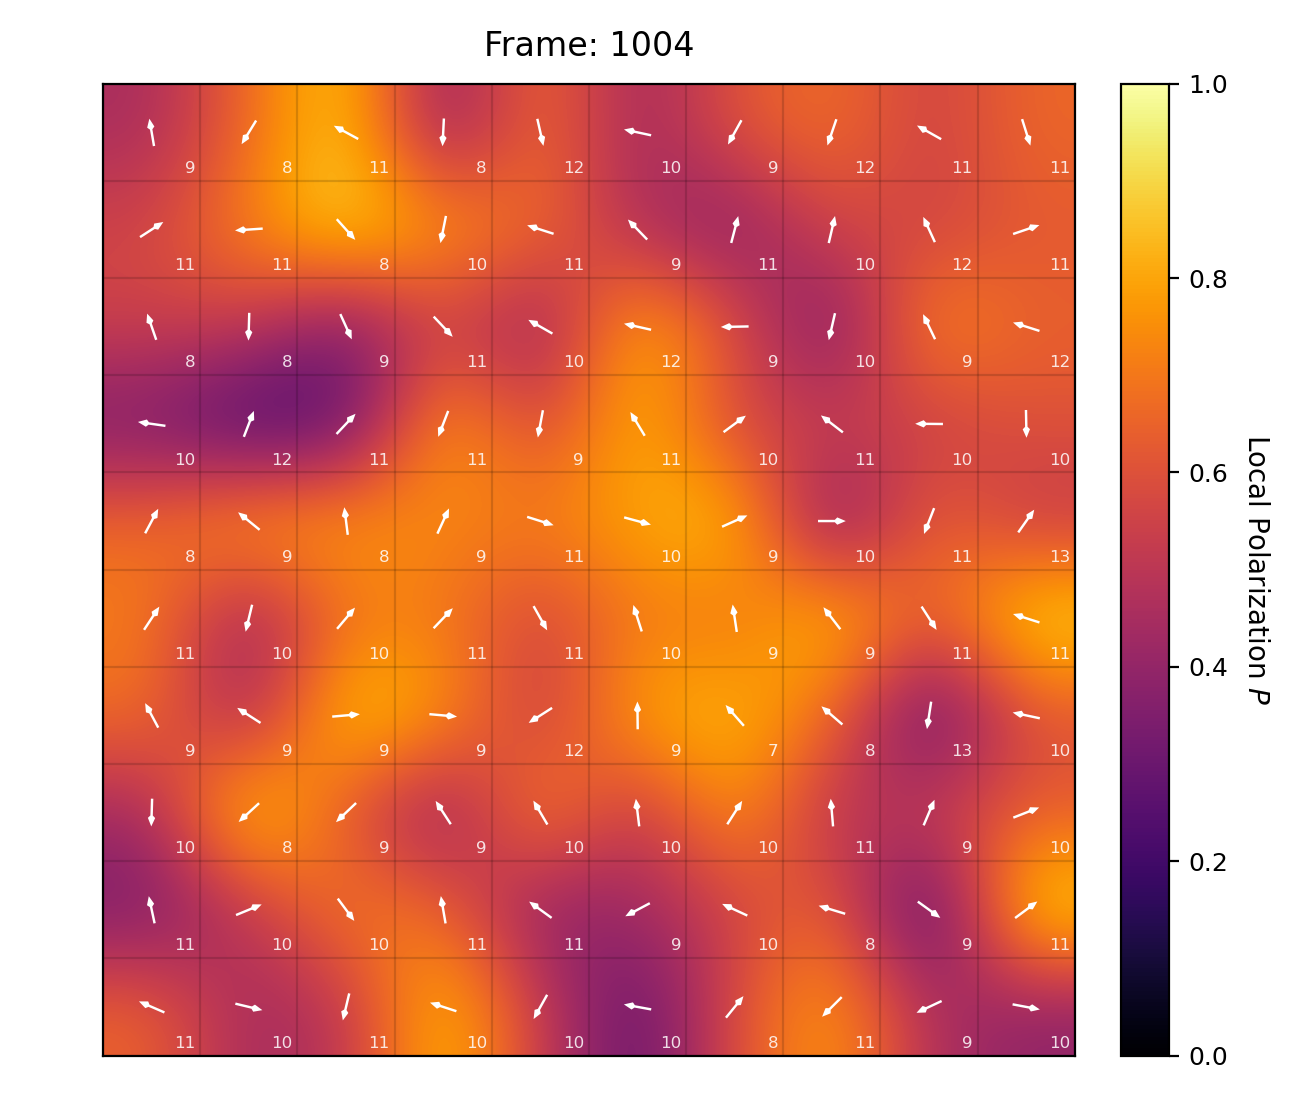 Frame: 1004
9 8 11 8 12 10 9 12 11 11
11 11 8 10 11 9 11 10 12 11
8 8 9 11 10 12 9 10 9 12
10 12 11 11 9 11 10 11 10 10
8 9 8 9 11 10 9 10 11 13
11 10 10 11 11 10 9 9 11 11
9 9 9 9 12 9 7 8 13 10
10 8 9 9 10 10 10 11 9 10
11 10 10 11 11 9 10 8 9 11
11 10 11 10 10 10 8 11 9 10
1.0
0.8
0.6
0.4
0.2
0.0
Local Polarization P